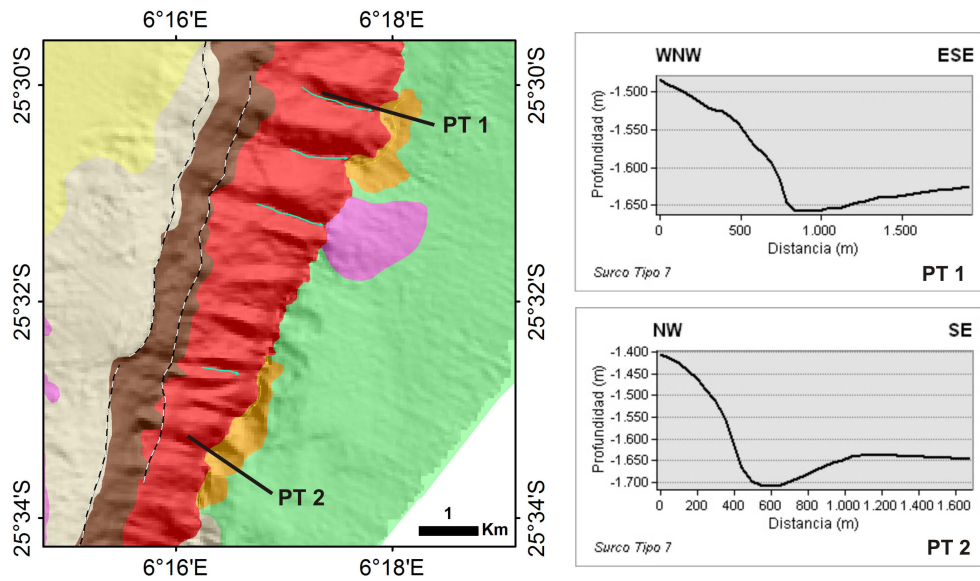 6°16'E
6°18'E
25°30'S
25°30'S
25°32'S
25°32'S
25°34'S
25°34'S
PT 1
PT 2
1
Km
6°16'E
6°18'E
WNW
ESE
Profundidad (m)
-1.500
-1.550
-1.600
-1.650
0
500
1.000
1.500
Distancia (m)
Surco Tipo 7
PT 1
NW
SE
Profundidad (m)
-1.400
-1.450
-1.500
-1.550
-1.600
-1.650
-1.700
0
200
400
600
800
1.000
1.200
1.400
1.600
Distancia (m)
Surco Tipo 7
PT 2